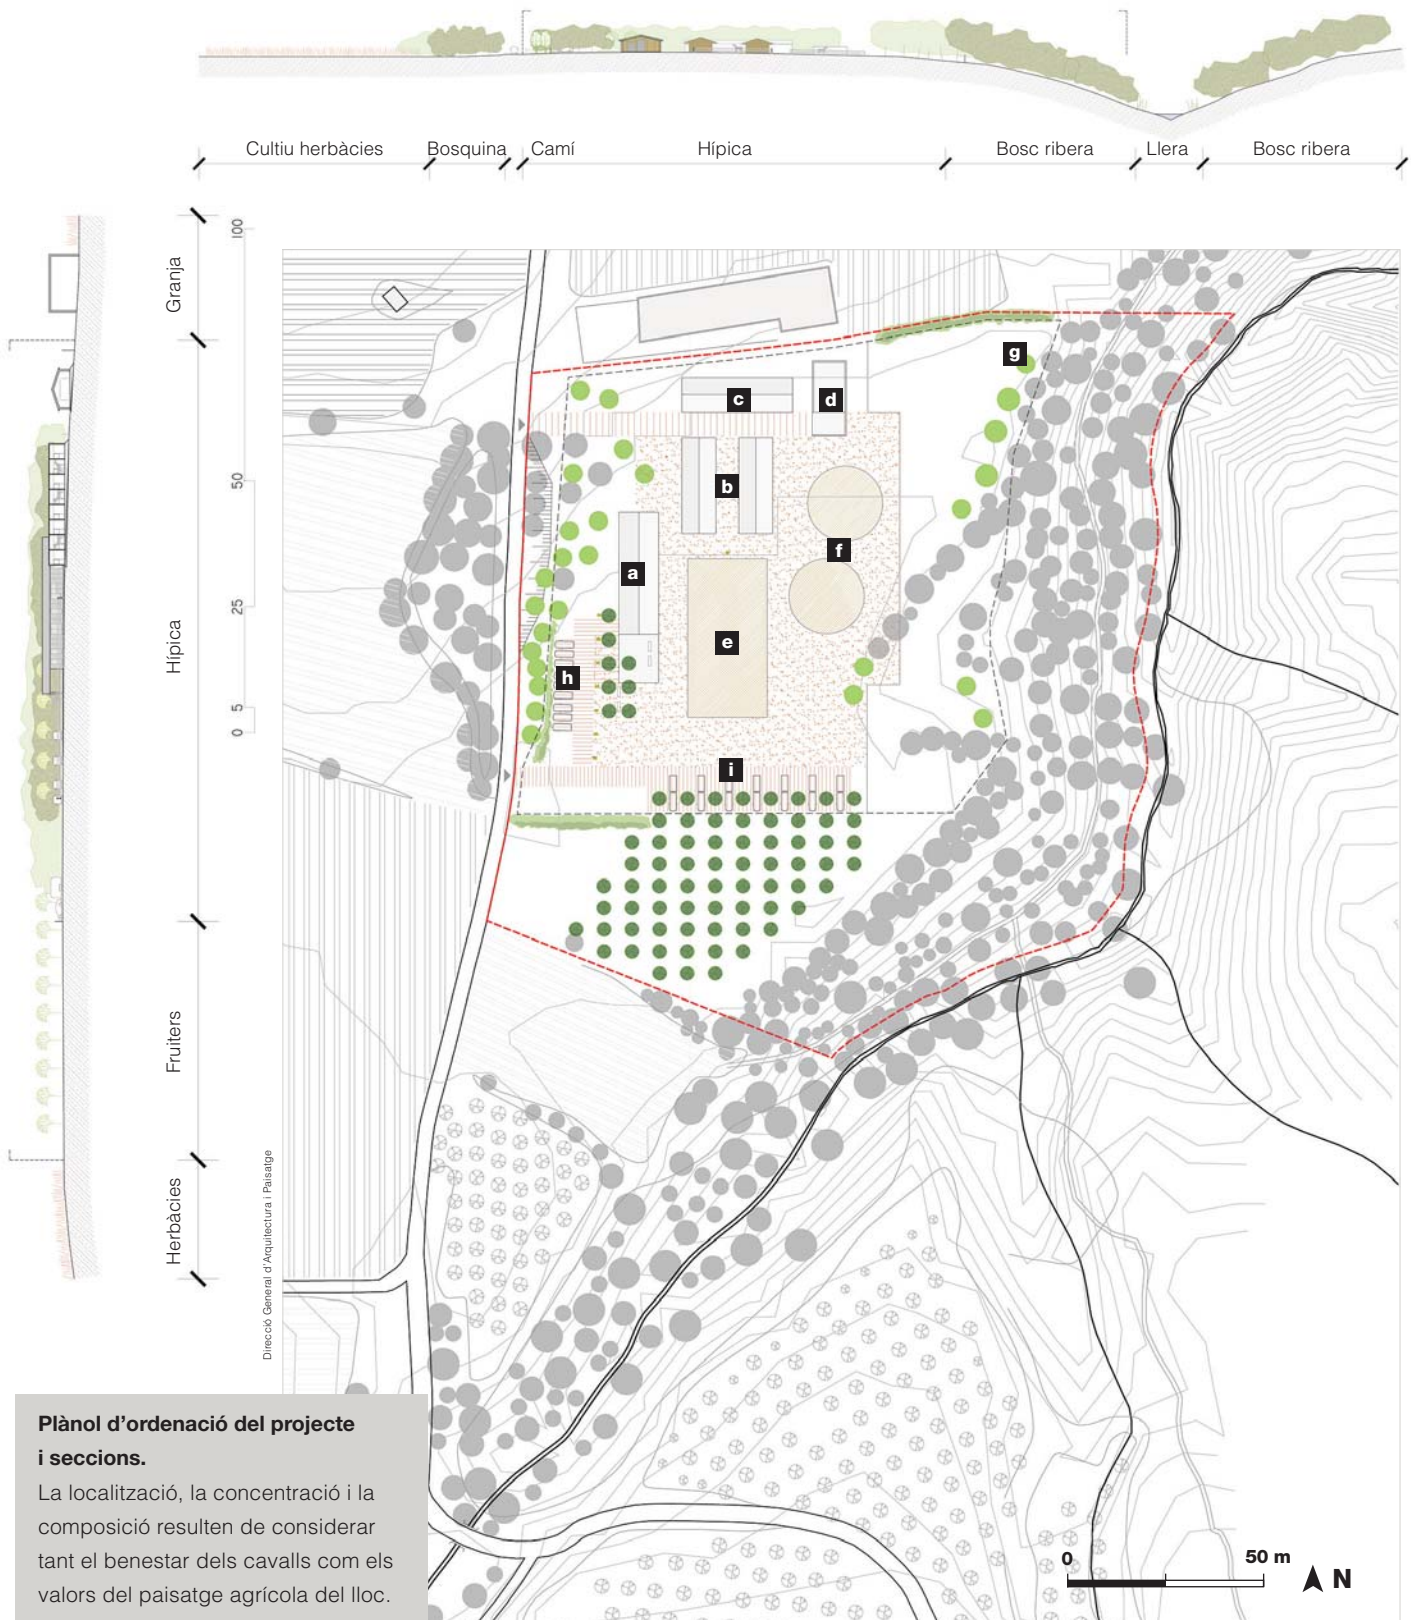 Cultiu herbàcies Bosquina Camí Hípica Bosc ribera Llera Bosc ribera
Granja
Hípica
Fruiters
Herbàcies
100
50
25
5
0
a
b
c
d
e
f
g
h
i
Direcció General d'Arquitectura i Paisatge
Plànol d'ordenació del projecte
i seccions.
La localització, la concentració i la
composició resulten de considerar
tant el benestar dels cavalls com els
valors del paisatge agrícola del lloc.
0 50 m
N